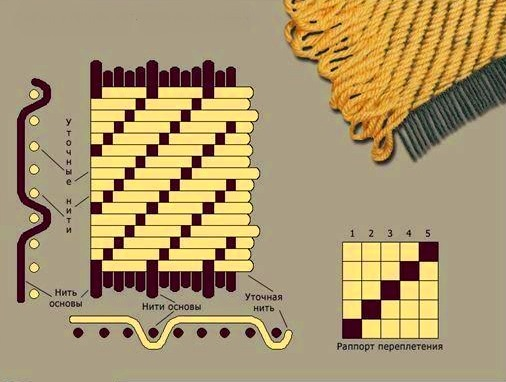 Уточные нити
Нить
основы
Нити основы
Уточная
нить
1 2 3 4 5
Раппорт переплетения